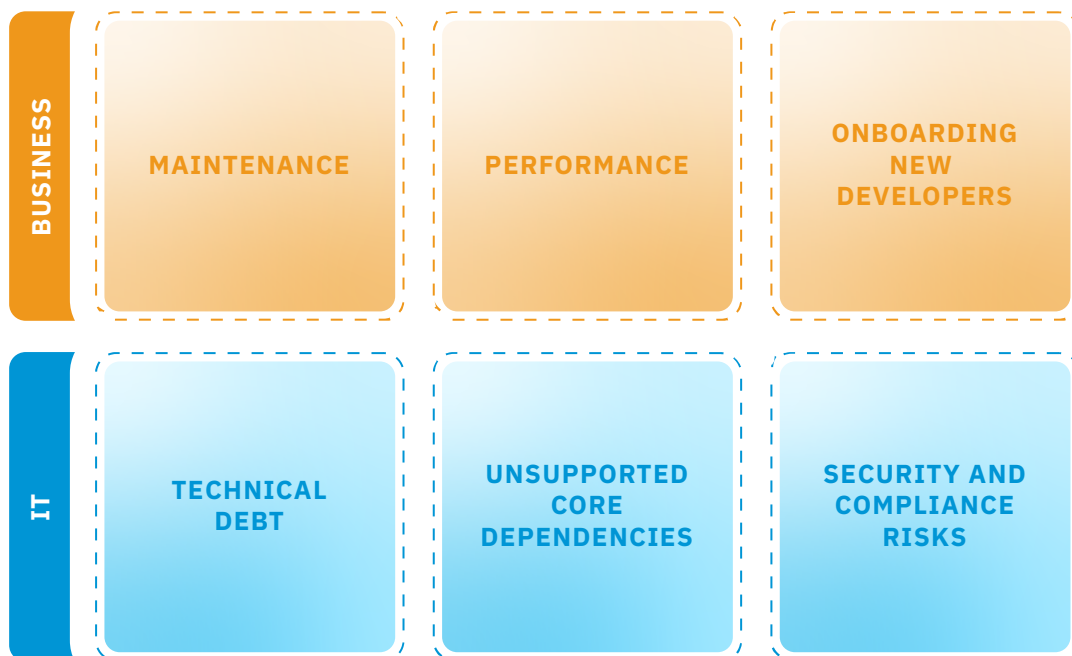 BUSINESS
MAINTENANCE
PERFORMANCE
ONBOARDING
NEW
DEVELOPERS
IT
TECHNICAL
DEBT
UNSUPPORTED
CORE
DEPENDENCIES
SECURITY AND
COMPLIANCE
RISKS